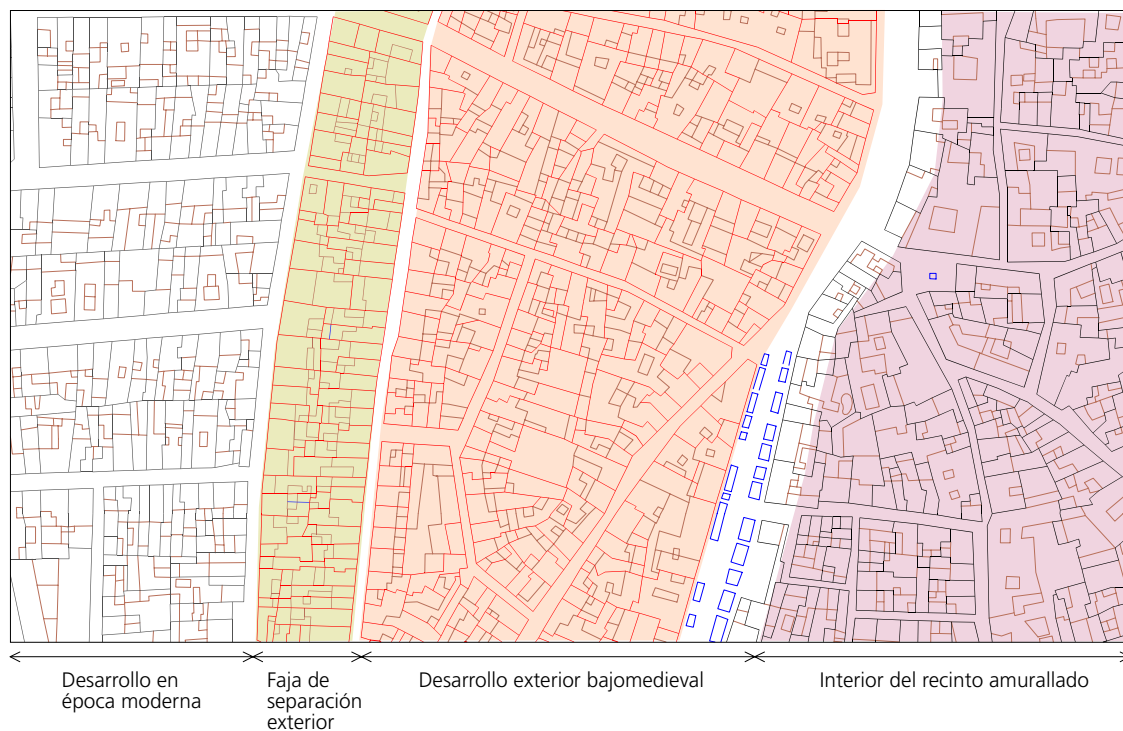 Desarrollo en
época moderna
Faja de
separación
exterior
Desarrollo exterior bajomedieval
Interior del recinto amurallado